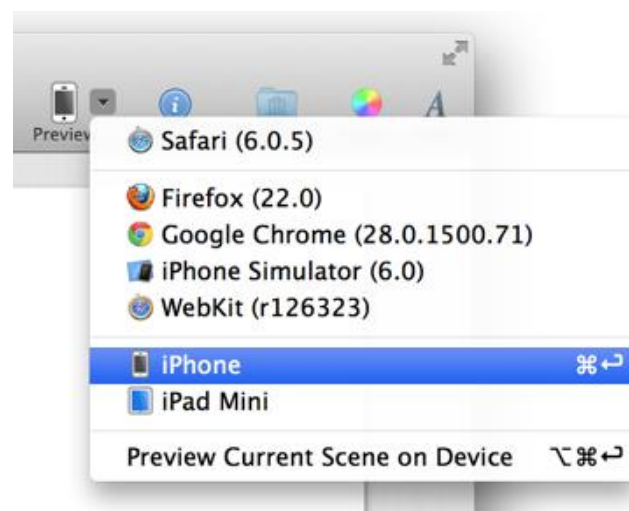 Preview
Safari (6.0.5)
Firefox (22.0)
Google Chrome (28.0.1500.71)
iPhone Simulator (6.0)
WebKit (r126323)
iPhone ⌘↩
iPad Mini
Preview Current Scene on Device ⌥⌘↩